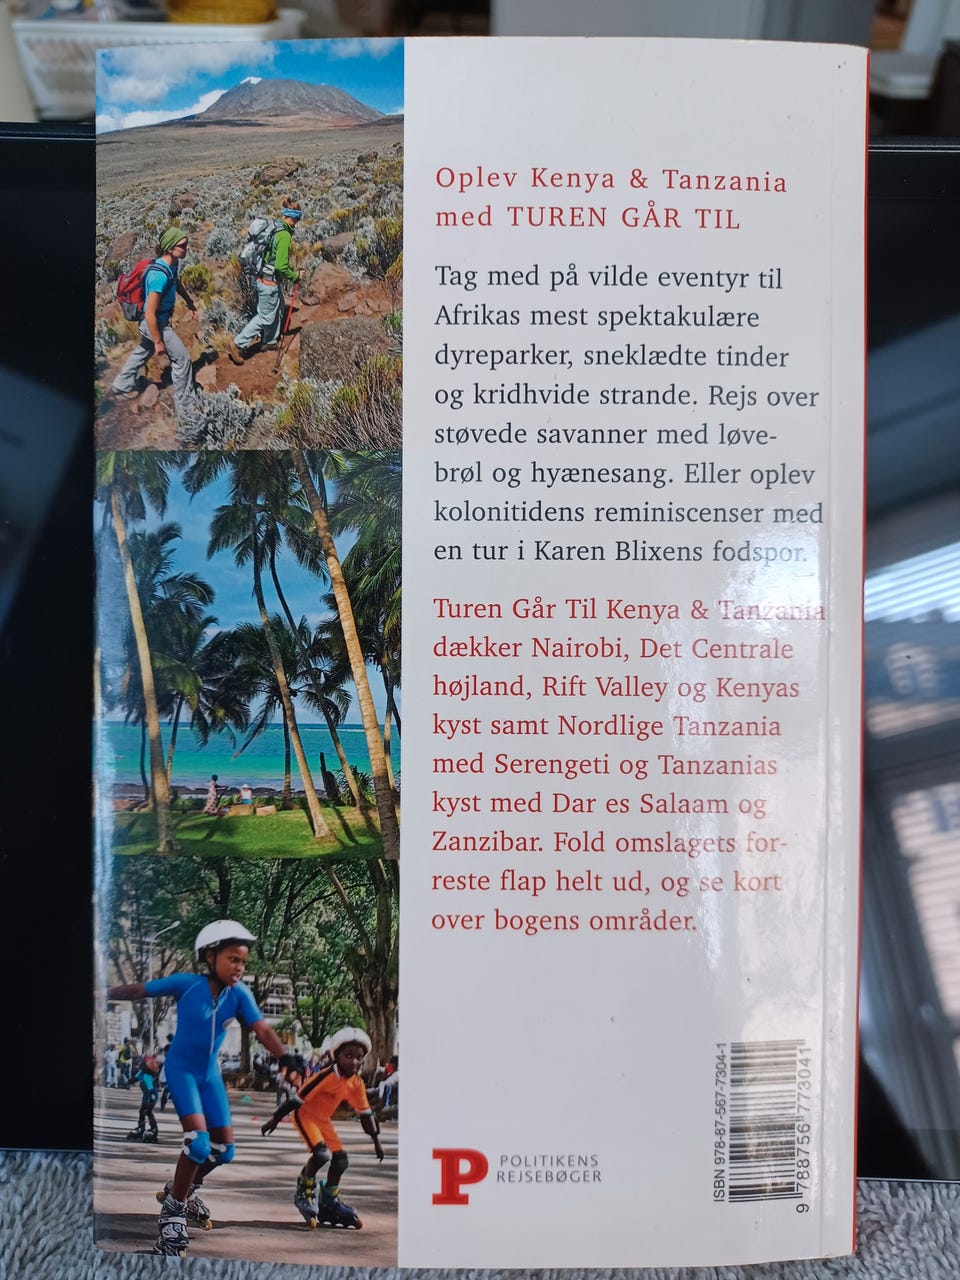 Oplev Kenya & Tanzania
med TUREN GÅR TIL
Tag med på vilde eventyr til
Afrikas mest spektakulære
dyreparker, sneklædte tinder
og kridhvide strande. Rejs over
støvede savanner med løve-
brøl og hyænesang. Eller oplev
kolonitidens reminiscenser med
en tur i Karen Blixens fodspor.
Turen Går Til Kenya & Tanzania
dækker Nairobi, Det Centrale
højland, Rift Valley og Kenyas
kyst samt Nordlige Tanzania
med Serengeti og Tanzanias
kyst med Dar es Salaam og
Zanzibar. Fold omslagets for-
reste flap helt ud, og se kort
over bogens områder.
P
POLITIKENS
REJSEBØGER
ISBN 978-87-567-7304-1
9 788756 773041